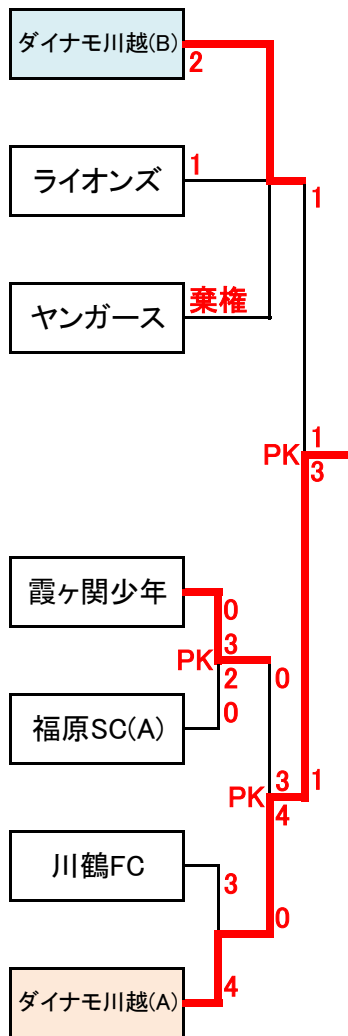 ダイナモ川越(B)
2
ライオンズ
1
1
ヤンガース
棄権
1
PK
3
霞ヶ関少年
0
3
PK
2
0
0
福原SC(A)
3
1
PK
4
川鶴FC
3
0
4
ダイナモ川越(A)